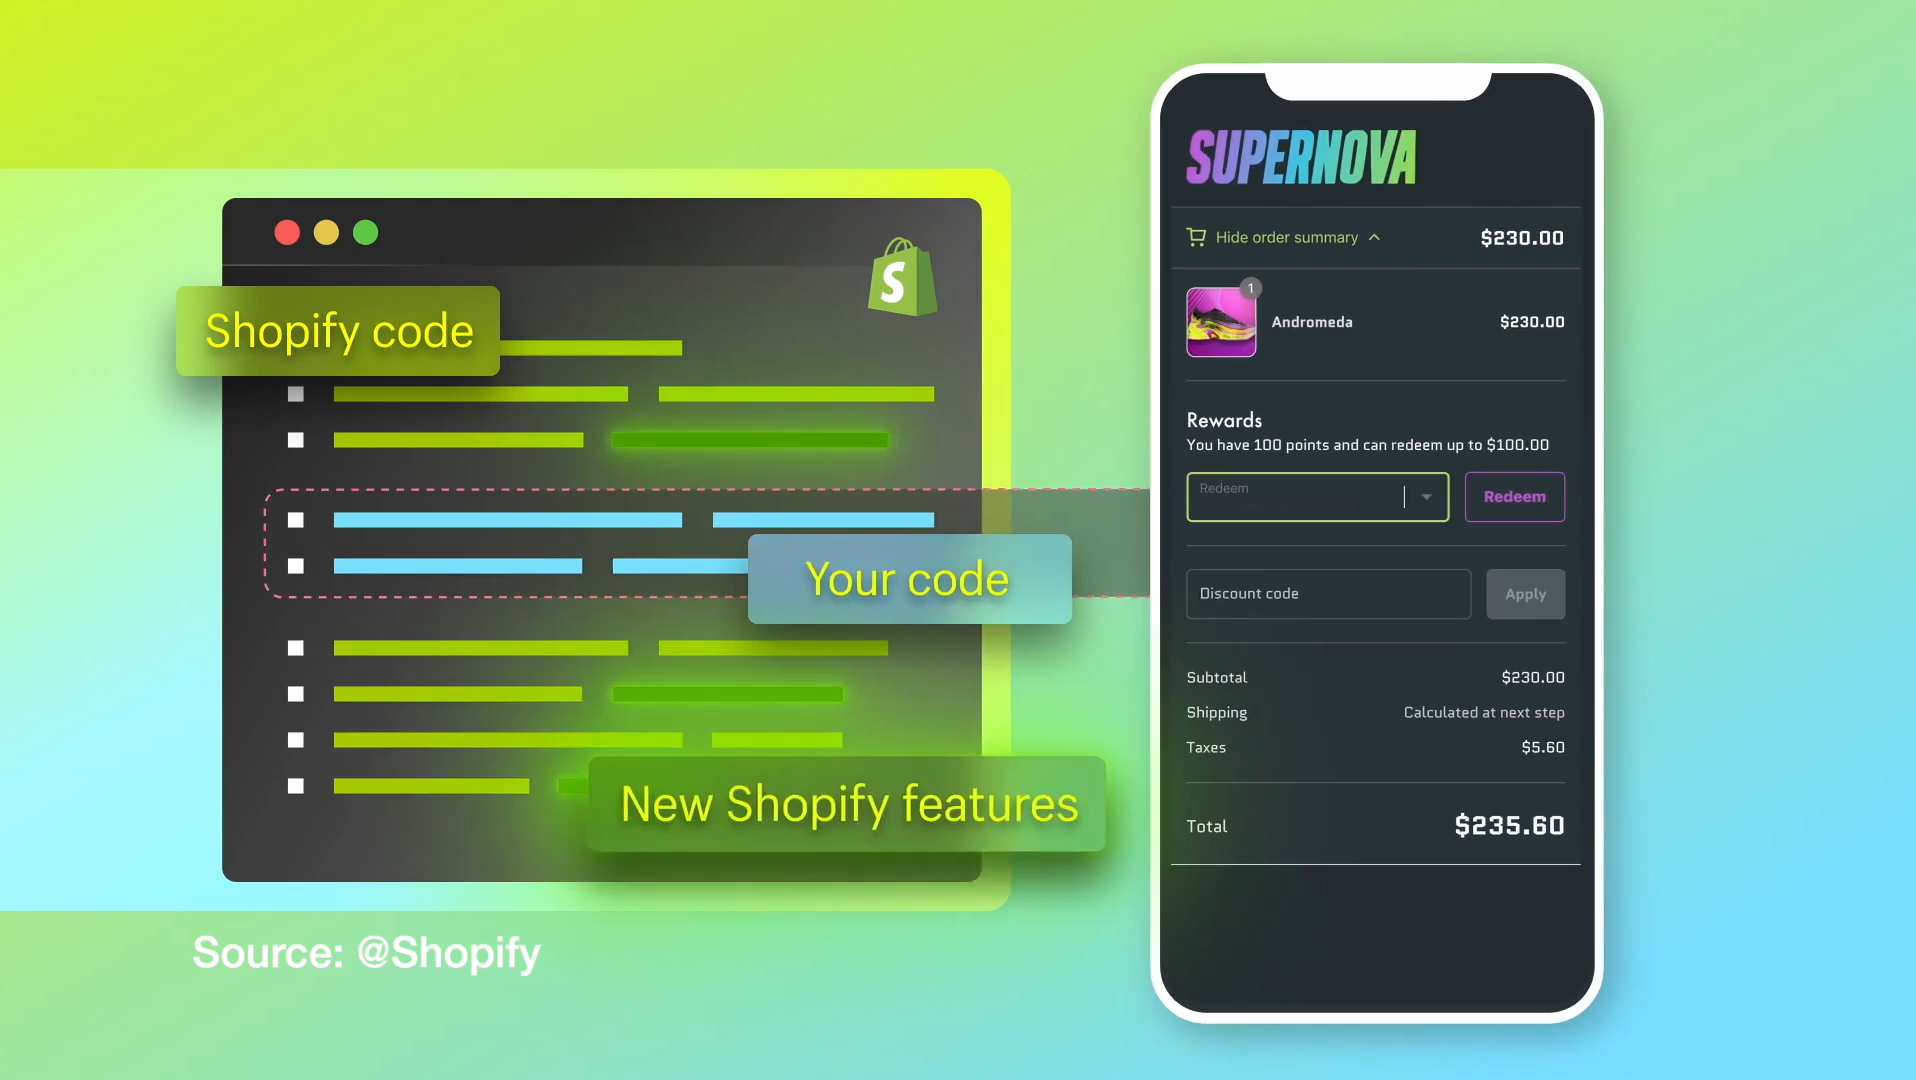 Shopify code
Your code
New Shopify features
Source: @Shopify
SUPERNOVA
Hide order summary
$230.00
1
Andromeda
$230.00
Rewards
You have 100 points and can redeem up to $100.00
Redeem
Redeem
Discount code
Apply
Subtotal
$230.00
Shipping
Calculated at next step
Taxes
$5.60
Total
$235.60